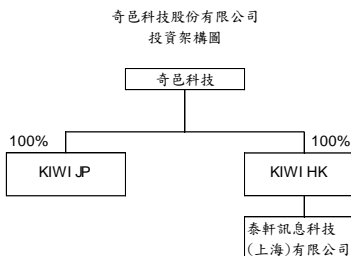 奇邑科技股份有限公司
投資架構圖
奇邑科技
100%
100%
KIWI JP
KIWI HK
泰軒訊息科技
(上海)有限公司